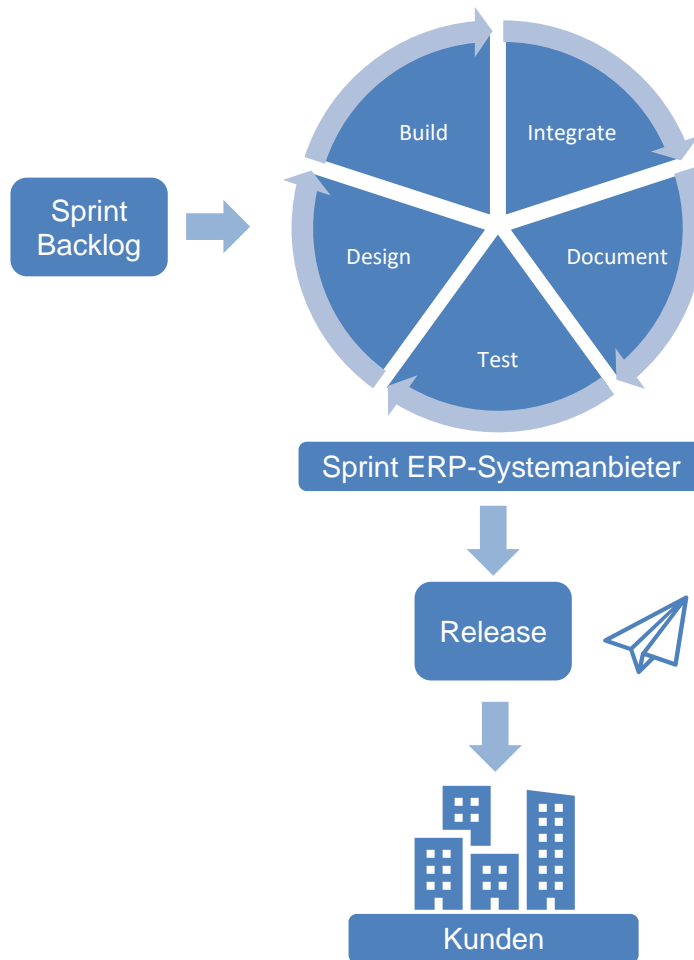 Build
Integrate
Sprint
Backlog
Design
Document
Test
Sprint ERP-Systemanbieter
Release
Kunden